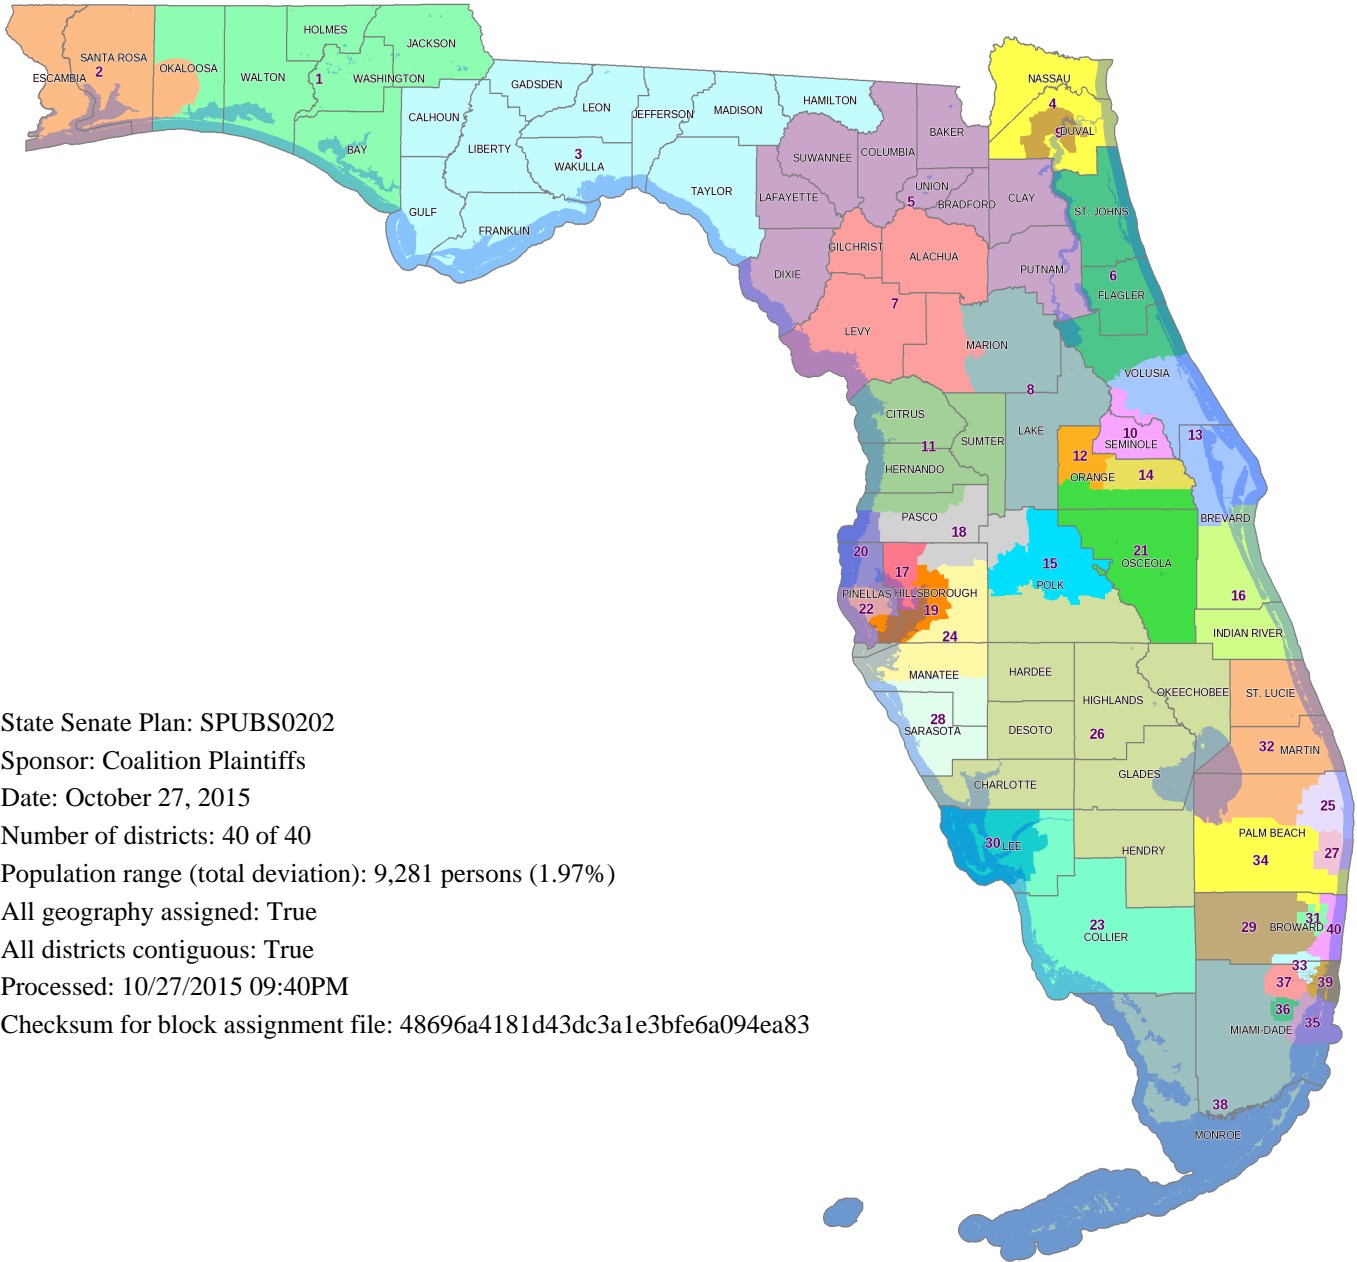 HOLMES
JACKSON
SANTA ROSA
OKALOOSA
ESCAMBIA
2
WALTON
1
WASHINGTON
BAY
GADSDEN
LEON
JEFFERSON
MADISON
HAMILTON
CALHOUN
LIBERTY
3
WAKULLA
TAYLOR
GULF
FRANKLIN
NASSAU
4
9
DUVAL
BAKER
COLUMBIA
SUWANNEE
LAFAYETTE
UNION
5
BRADFORD
CLAY
ST. JOHNS
GILCHRIST
ALACHUA
DIXIE
PUTNAM
6
FLAGLER
7
LEVY
MARION
VOLUSIA
8
CITRUS
LAKE
SUMTER
11
10
SEMINOLE
13
HERNANDO
12
ORANGE
14
PASCO
18
BREVARD
20
17
15
POLK
21
OSCEOLA
PINELLAS
HILLSBOROUGH
22
19
16
24
INDIAN RIVER
MANATEE
HARDEE
HIGHLANDS
OKEECHOBEE
ST. LUCIE
28
SARASOTA
DESOTO
26
32
MARTIN
CHARLOTTE
GLADES
25
30
LEE
HENDRY
PALM BEACH
34
27
23
COLLIER
29
BROWARD
31
40
33
37
39
36
35
MIAMI-DADE
38
MONROE
State Senate Plan: SPUBS0202
Sponsor: Coalition Plaintiffs
Date: October 27, 2015
Number of districts: 40 of 40
Population range (total deviation): 9,281 persons (1.97%)
All geography assigned: True
All districts contiguous: True
Processed: 10/27/2015 09:40PM
Checksum for block assignment file: 48696a4181d43dc3a1e3bfe6a094ea83